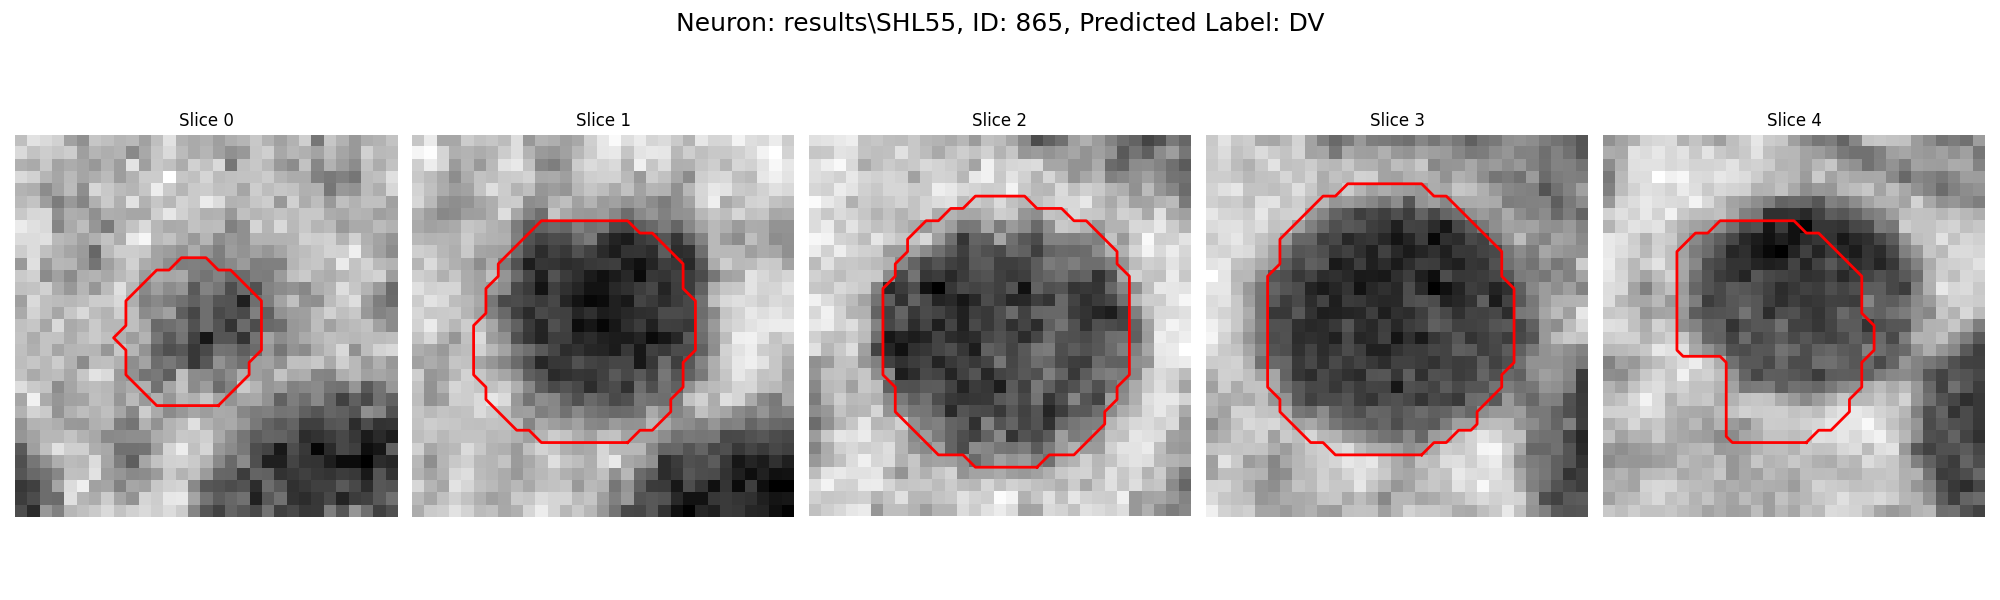 Neuron: results\SHL55, ID: 865, Predicted Label: DV
Slice 0
Slice 1
Slice 2
Slice 3
Slice 4